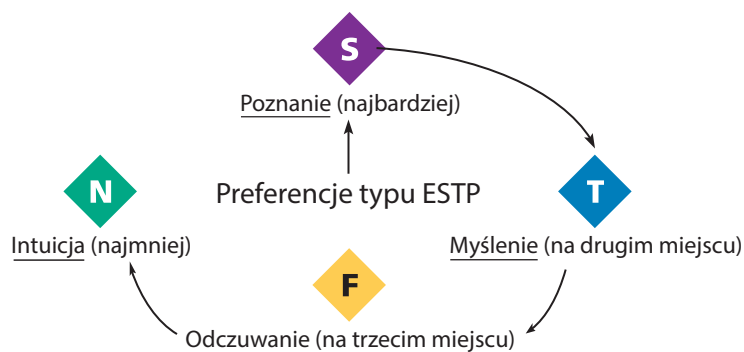 S
Poznanie (najbardziej)
N
Preferencje typu ESTP
T
Intuicja (najmniej)
Myślenie (na drugim miejscu)
F
Odczuwanie (na trzecim miejscu)